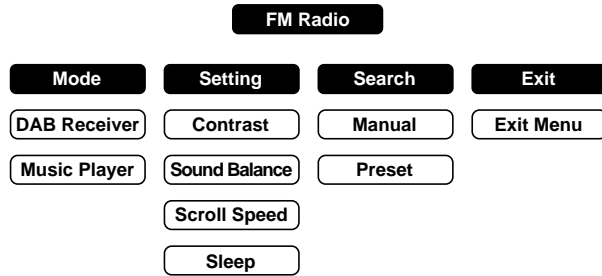 FM Radio
Mode Setting Search Exit
DAB Receiver Contrast Manual Exit Menu
Music Player Sound Balance Preset
Scroll Speed
Sleep